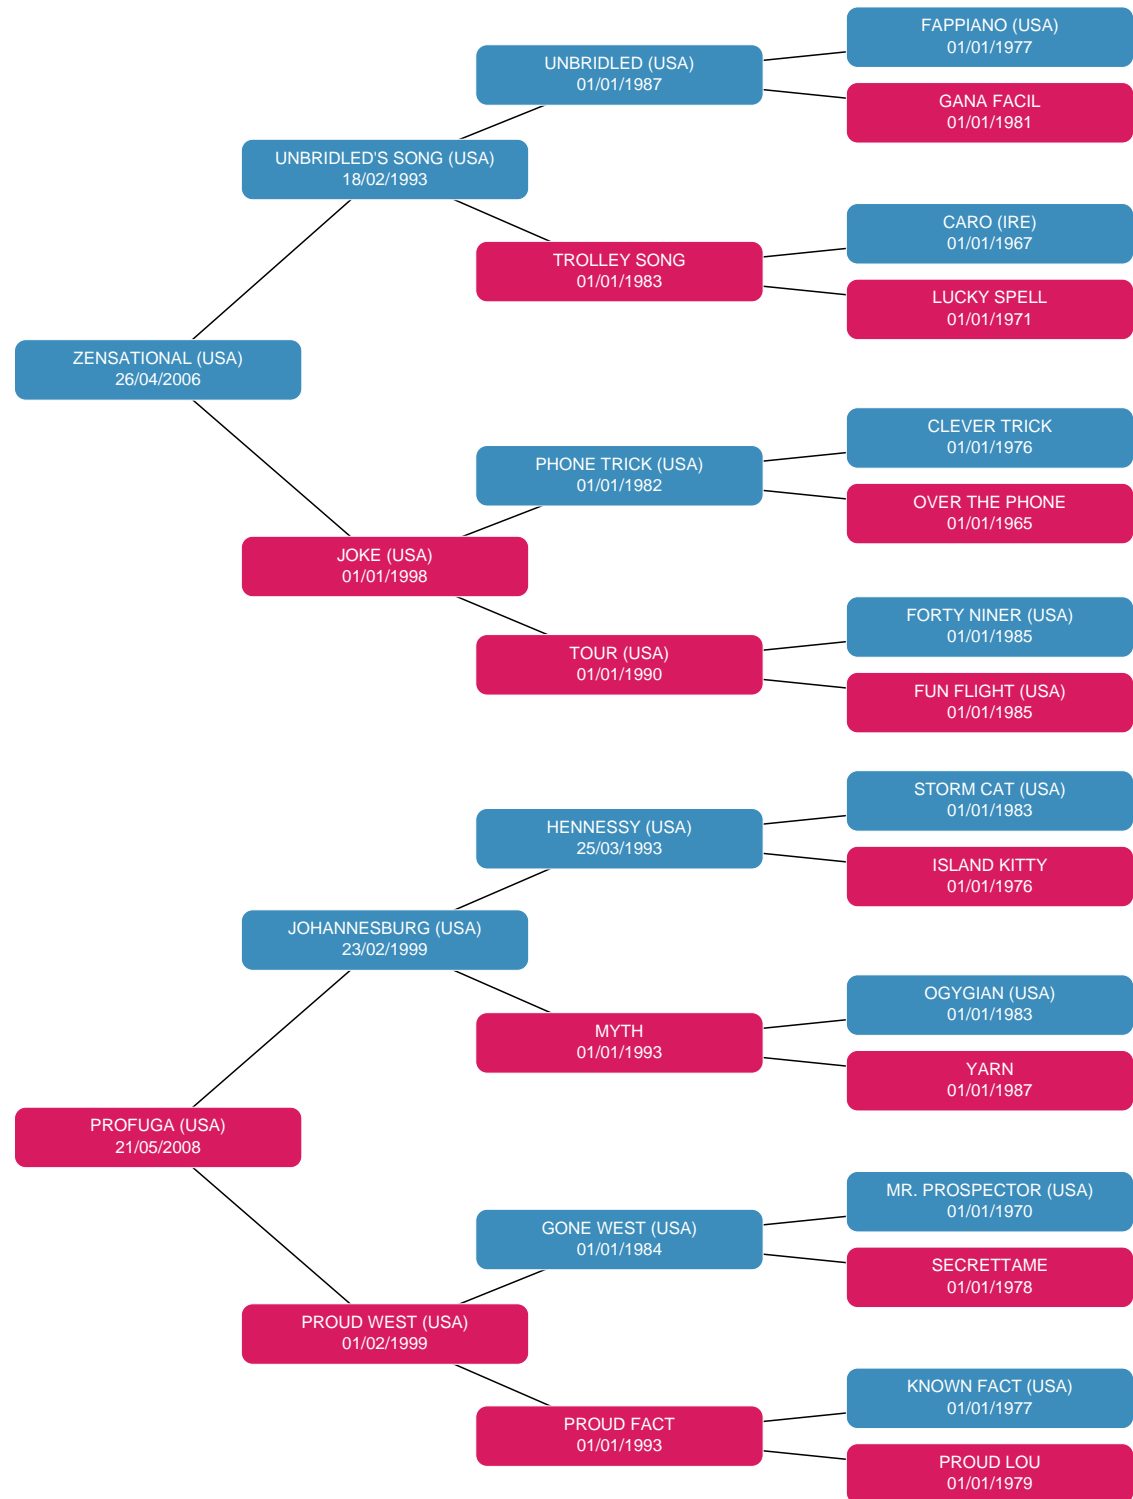 FAPPIANO (USA)
01/01/1977
UNBRIDLED (USA)
01/01/1987
GANA FACIL
01/01/1981
UNBRIDLED'S SONG (USA)
18/02/1993
CARO (IRE)
01/01/1967
TROLLEY SONG
01/01/1983
LUCKY SPELL
01/01/1971
ZENSATIONAL (USA)
26/04/2006
CLEVER TRICK
01/01/1976
PHONE TRICK (USA)
01/01/1982
OVER THE PHONE
01/01/1965
JOKE (USA)
01/01/1998
FORTY NINER (USA)
01/01/1985
TOUR (USA)
01/01/1990
FUN FLIGHT (USA)
01/01/1985
STORM CAT (USA)
01/01/1983
HENNESSY (USA)
25/03/1993
ISLAND KITTY
01/01/1976
JOHANNESBURG (USA)
23/02/1999
OGYGIAN (USA)
01/01/1983
MYTH
01/01/1993
YARN
01/01/1987
PROFUGA (USA)
21/05/2008
MR. PROSPECTOR (USA)
01/01/1970
GONE WEST (USA)
01/01/1984
SECRETTAME
01/01/1978
PROUD WEST (USA)
01/02/1999
KNOWN FACT (USA)
01/01/1977
PROUD FACT
01/01/1993
PROUD LOU
01/01/1979